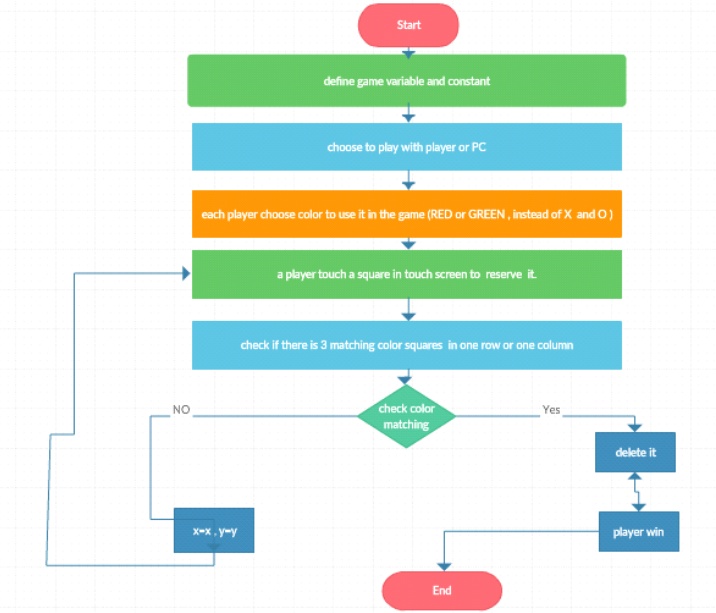 Start
define game variable and constant
choose to play with player or PC
each player choose color to use it in the game (RED or GREEN , instead of X and O )
a player touch a square in touch screen to reserve it.
check if there is 3 matching color squares in one row or one column
check color
matching
NO
Yes
delete it
x=x , y=y
player win
End